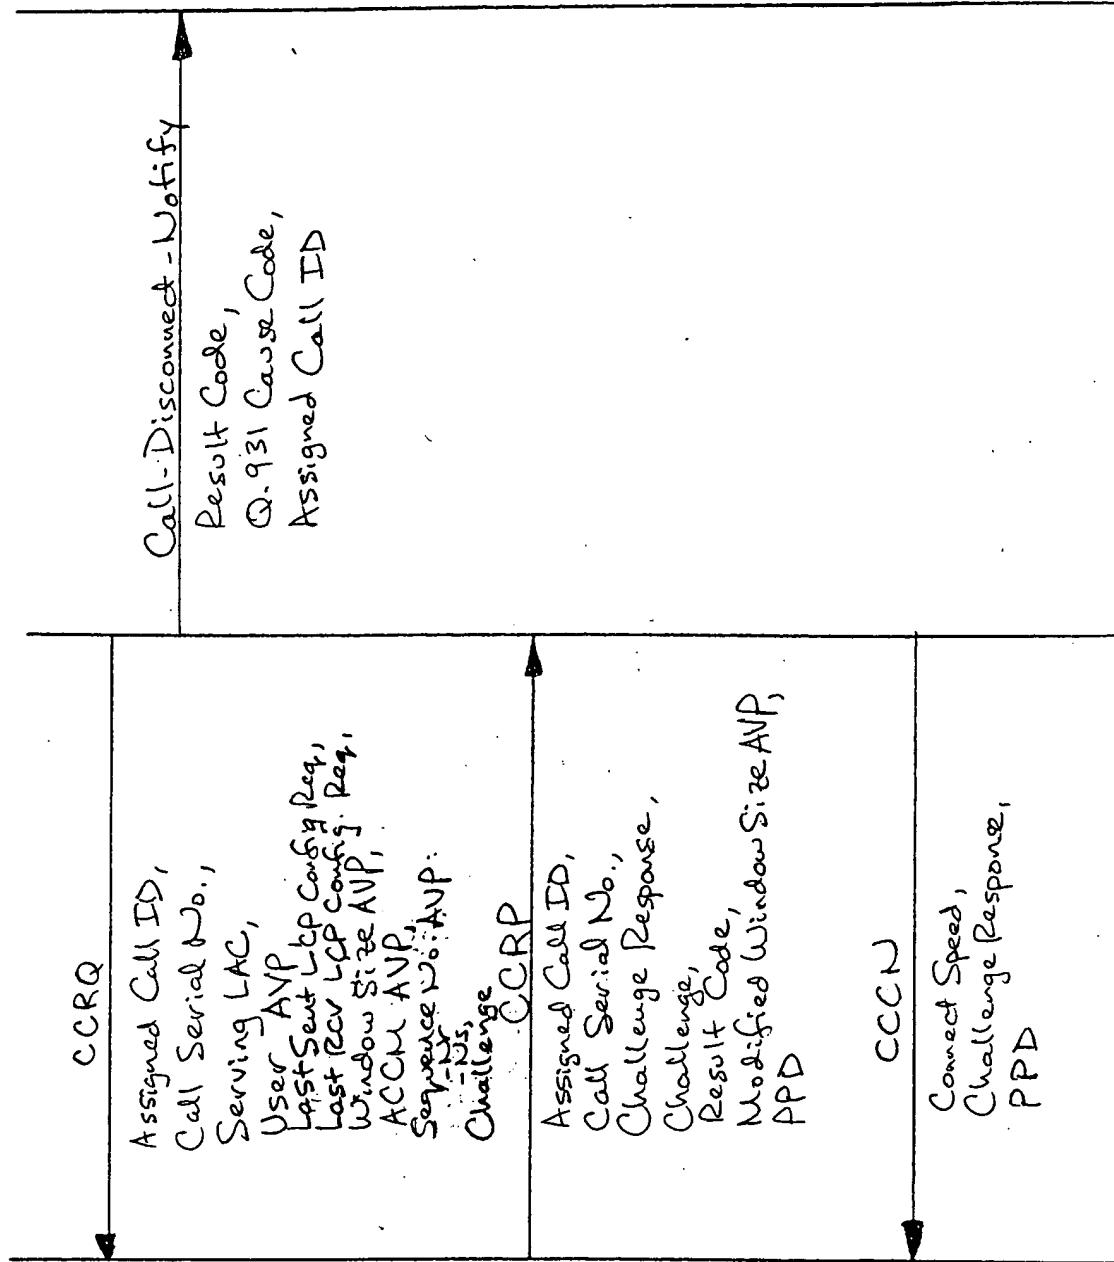 CCRQ
Assigned Call ID,
Call Serial No.,
Serving LAC,
User AVP
Last Sent LCP Config Req,
Last Rcv LCP Config. Req,
Window Size AVP,
ACCM AVP,
Sequence No. AVP:
-Nr
-Ns,
Challenge
Call-Disconnect-Notify
Result Code,
Q.931 Cause Code,
Assigned Call ID
CCRP
Assigned Call ID,
Call Serial No.,
Challenge Response,
Challenge,
Result Code,
Modified Window Size AVP,
PPD
CCCN
Connect Speed,
Challenge Response,
PPD